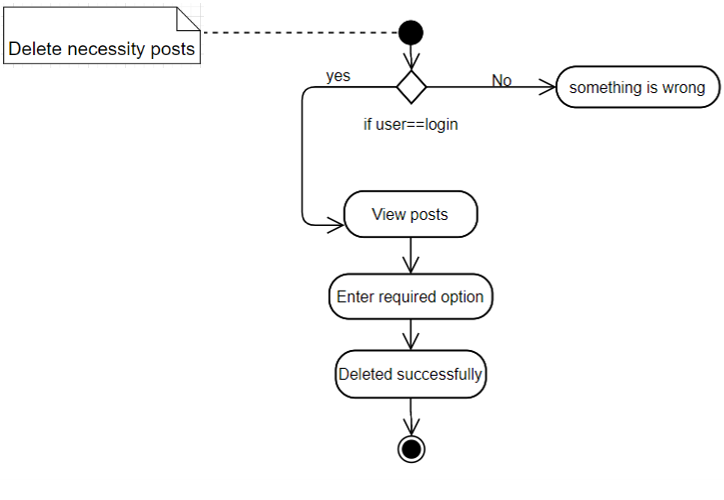 Delete necessity posts
yes
No
something is wrong
if user==login
View posts
Enter required option
Deleted successfully